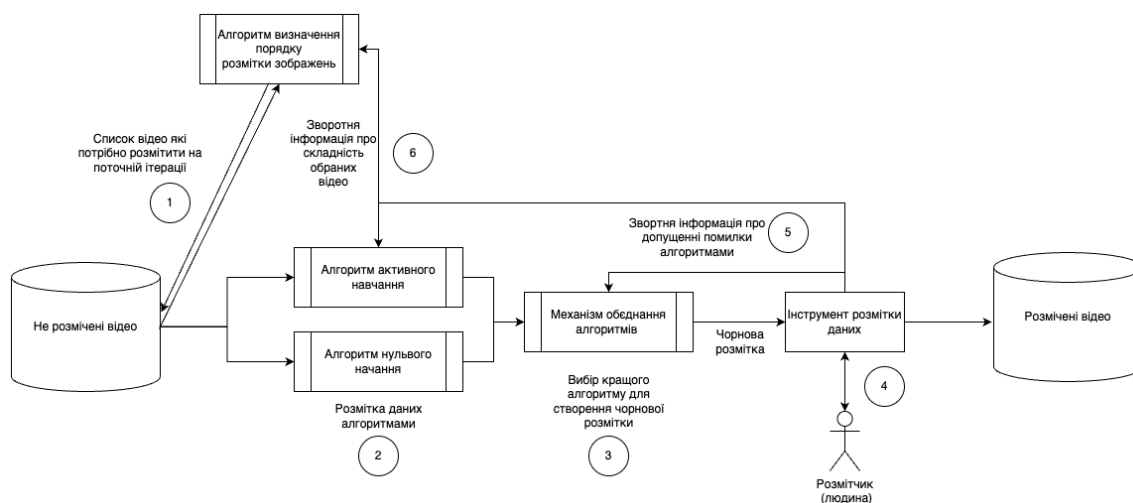 Алгоритм визначення
порядку
розмітки зображень
Список відео які
потрібно розмітити на
поточній ітерації
1
Зворотня
інформація про
складність
обраних
відео
6
Звортня інформація про
допущенні помилки
алгоритмами
5
Не розмічені відео
Алгоритм активного
навчання
Алгоритм нульвого
начання
Розмітка даних
алгоритмами
2
Механізм обєднання
алгоритмів
Вибір кращого
алгоритму для
створення чорнової
розмітки
3
Чорнова
розмітка
Інструмент розмітки
даних
4
Розмітчик
(людина)
Розмічені відео